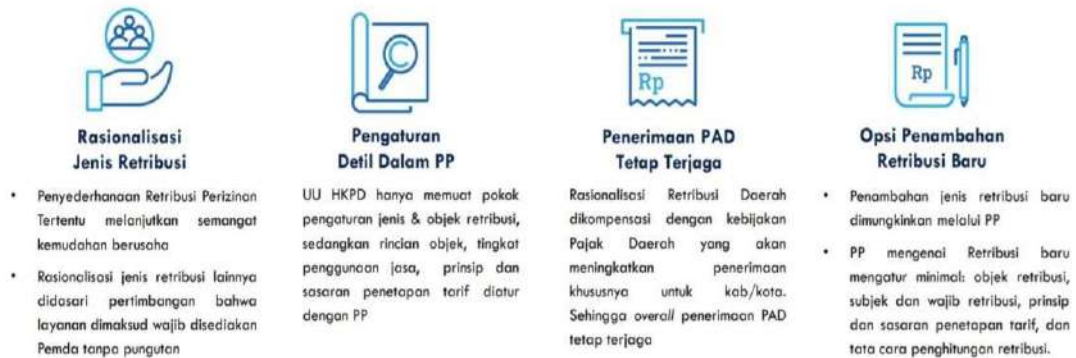 Rasionalisasi
Jenis Retribusi
• Penyederhanaan Retribusi Perizinan
Tertentu melanjutkan semangat
kemudahan berusaha
• Rasionalisasi jenis retribusi lainnya
didasari pertimbangan bahwa
layanan dimaksud wajib disediakan
Pemda tanpa pungutan
C
Pengaturan
Detil Dalam PP
UU HKPD hanya memuat pokok
pengaturan jenis & objek retribusi,
sedangkan rincian objek, tingkat
penggunaan jasa, prinsip dan
sasaran penetapan tarif diatur
dengan PP
Rp
Penerimaan PAD
Tetap Terjaga
Rasionalisasi Retribusi Daerah
dikompensasi dengan kebijakan
Pajak Daerah yang akan
meningkatkan penerimaan
khususnya untuk kab/kota.
Sehingga overall penerimaan PAD
tetap terjaga
Rp
Opsi Penambahan
Retribusi Baru
• Penambahan jenis retribusi baru
dimungkinkan melalui PP
• PP mengenai Retribusi baru
mengatur minimal: objek retribusi,
subjek dan wajib retribusi, prinsip
dan sasaran penetapan tarif, dan
tata cara penghitungan retribusi.